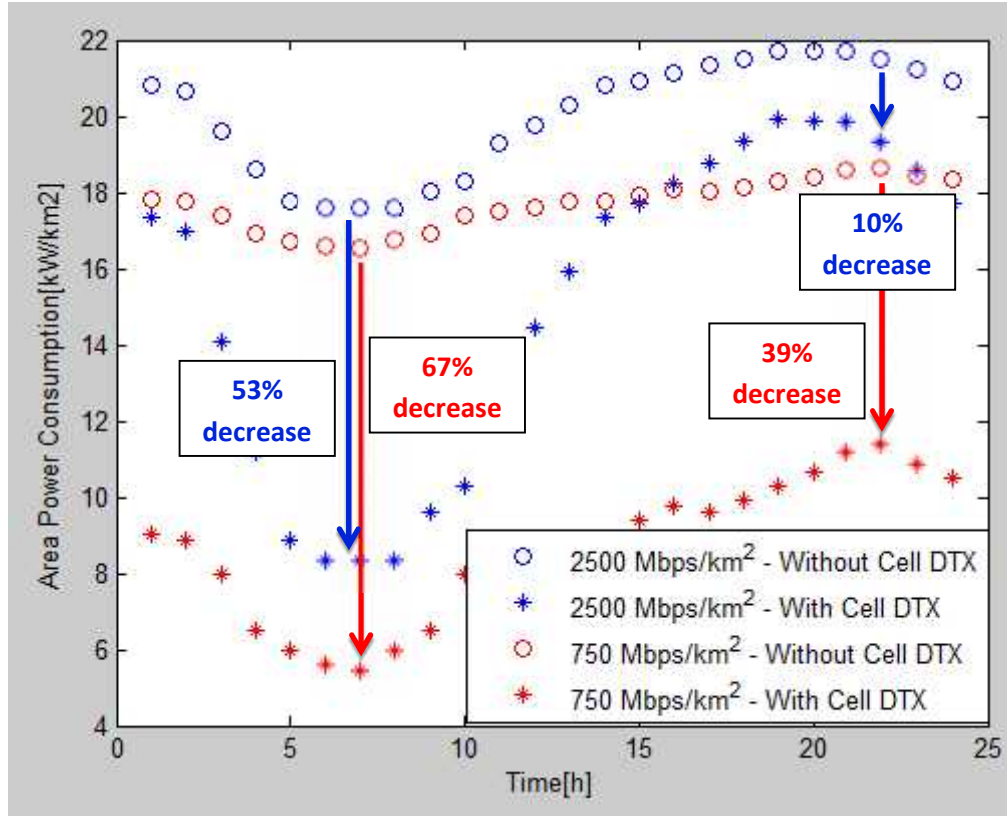 22
20
18
16
14
12
10
8
6
4
Area Power Consumption[kW/km2]
10%
decrease
53%
decrease
67%
decrease
39%
decrease
2500 Mbps/km² - Without Cell DTX
2500 Mbps/km² - With Cell DTX
750 Mbps/km² - Without Cell DTX
750 Mbps/km² - With Cell DTX
0 5 10 15 20 25
Time[h]